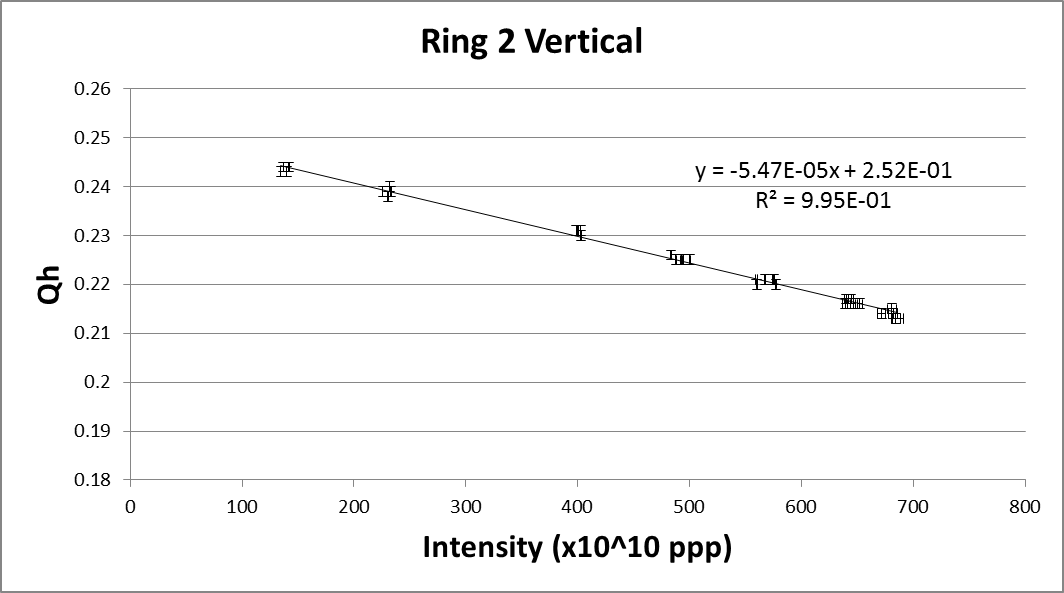 Ring 2 Vertical
0.26
0.25
0.24
0.23
0.22
0.21
0.2
0.19
0.18
Qh
y = -5.47E-05x + 2.52E-01
R² = 9.95E-01
0 100 200 300 400 500 600 700 800
Intensity (x10^10 ppp)